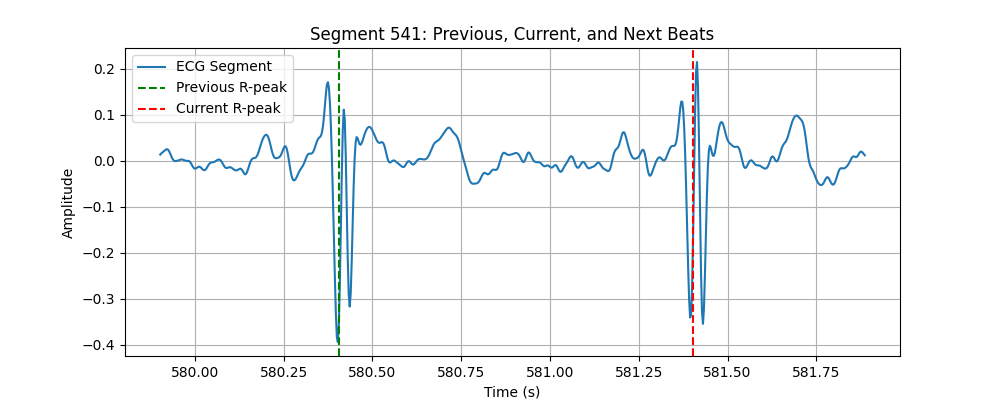 Segment 541: Previous, Current, and Next Beats
ECG Segment
Previous R-peak
Current R-peak
0.2
0.1
0.0
−0.1
−0.2
−0.3
−0.4
Amplitude
580.00 580.25 580.50 580.75 581.00 581.25 581.50 581.75
Time (s)